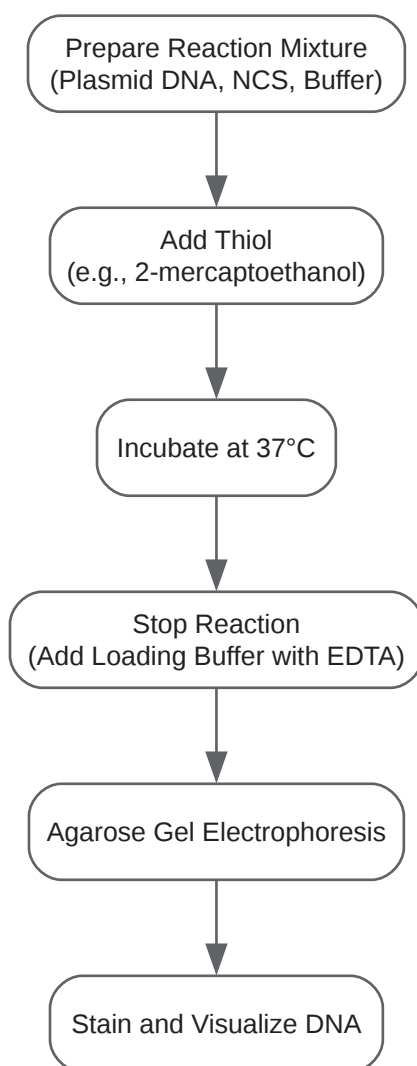 Prepare Reaction Mixture
(Plasmid DNA, NCS, Buffer)
Add Thiol
(e.g., 2-mercaptoethanol)
Incubate at 37°C
Stop Reaction
(Add Loading Buffer with EDTA)
Agarose Gel Electrophoresis
Stain and Visualize DNA